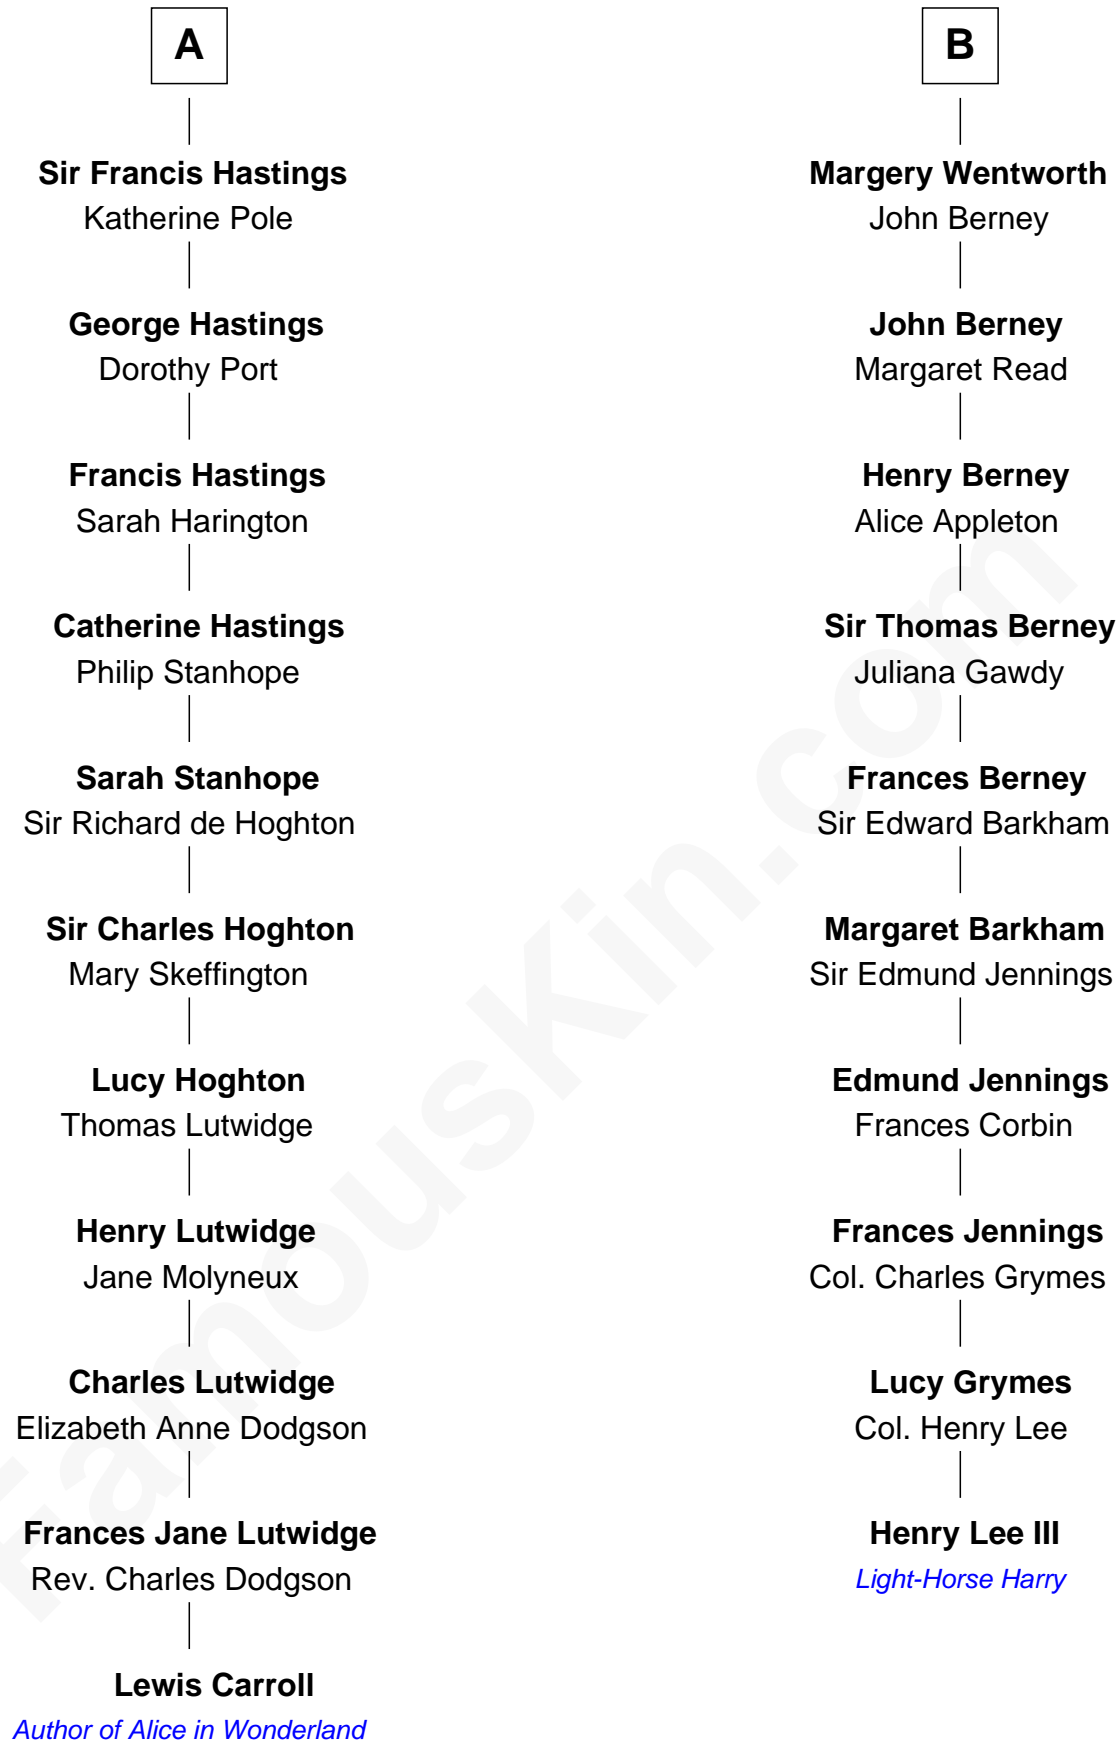 A
Sir Francis Hastings
Katherine Pole
George Hastings
Dorothy Port
Francis Hastings
Sarah Harington
Catherine Hastings
Philip Stanhope
Sarah Stanhope
Sir Richard de Hoghton
Sir Charles Hoghton
Mary Skeffington
Lucy Hoghton
Thomas Lutwidge
Henry Lutwidge
Jane Molyneux
Charles Lutwidge
Elizabeth Anne Dodgson
Frances Jane Lutwidge
Rev. Charles Dodgson
Lewis Carroll
Author of Alice in Wonderland
B
Margery Wentworth
John Berney
John Berney
Margaret Read
Henry Berney
Alice Appleton
Sir Thomas Berney
Juliana Gawdy
Frances Berney
Sir Edward Barkham
Margaret Barkham
Sir Edmund Jennings
Edmund Jennings
Frances Corbin
Frances Jennings
Col. Charles Grymes
Lucy Grymes
Col. Henry Lee
Henry Lee III
Light-Horse Harry
FamousKin.com